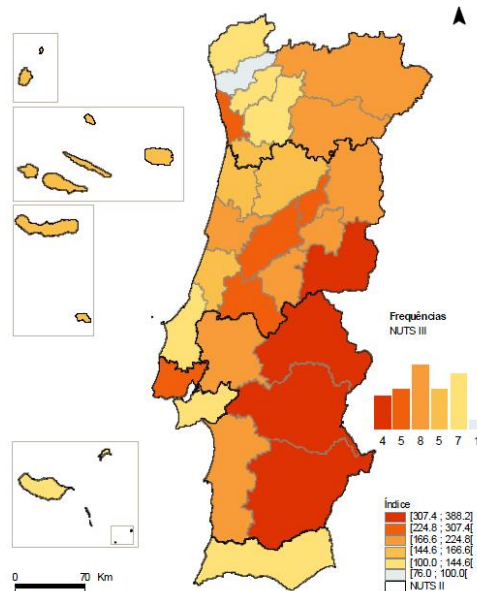 Frequências
NUTS III
4 5 8 5 7 1
Índice
[307.4 ; 388.2]
[224.8 ; 307.4[
[166.6 ; 224.8[
[144.6 ; 166.6[
[100.0 ; 144.6[
[76.0 ; 100.0[
NUTS II
0 70 Km